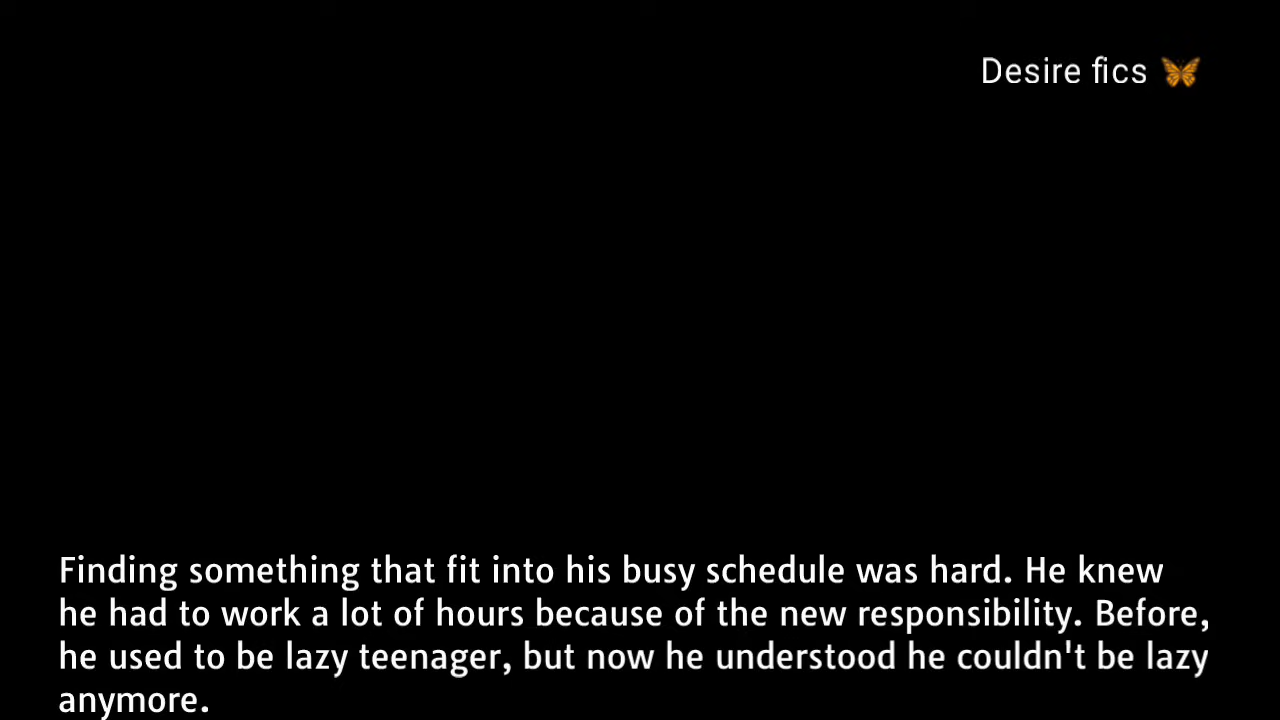 Desire fics 🦋
Finding something that fit into his busy schedule was hard. He knew
he had to work a lot of hours because of the new responsibility. Before,
he used to be lazy teenager, but now he understood he couldn't be lazy
anymore.